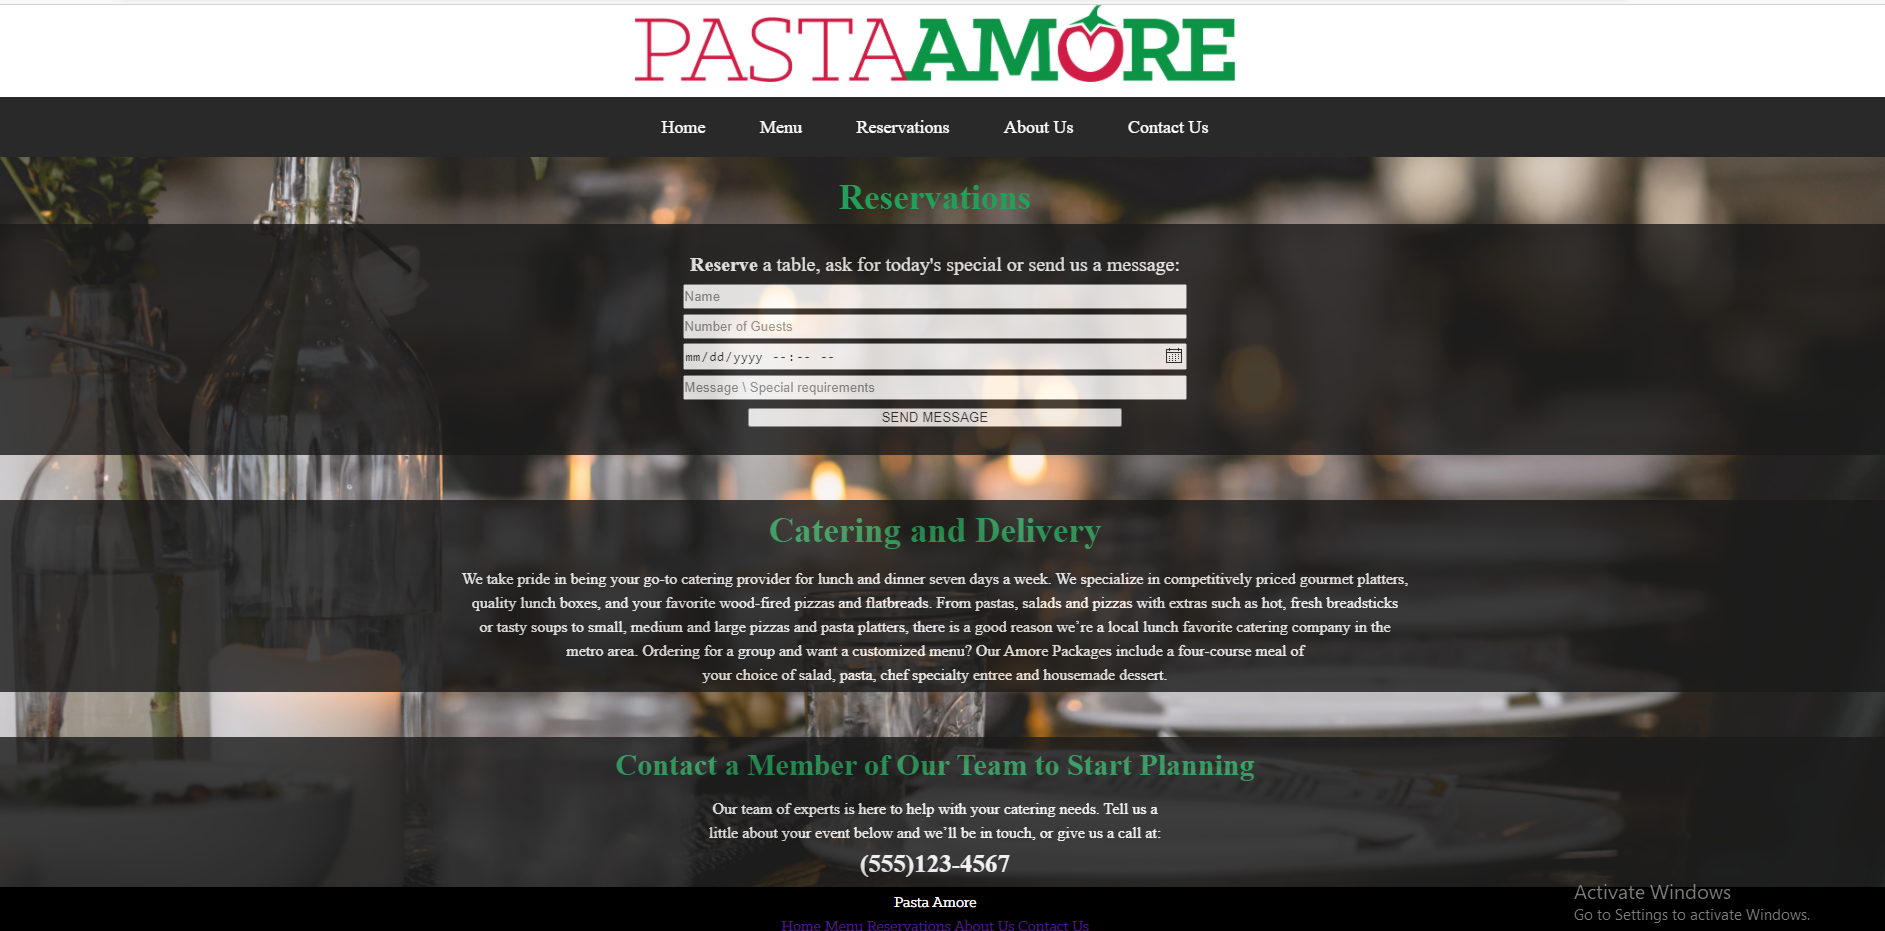 PASTAAMORE
Home Menu Reservations About Us Contact Us
Reservations
Reserve a table, ask for today's special or send us a message:
Name
Number of Guests
mm/dd/yyyy --:-- --
Message \ Special requirements
SEND MESSAGE
Catering and Delivery
We take pride in being your go-to catering provider for lunch and dinner seven days a week. We specialize in competitively priced gourmet platters,
quality lunch boxes, and your favorite wood-fired pizzas and flatbreads. From pastas, salads and pizzas with extras such as hot, fresh breadsticks
or tasty soups to small, medium and large pizzas and pasta platters, there is a good reason we’re a local lunch favorite catering company in the
metro area. Ordering for a group and want a customized menu? Our Amore Packages include a four-course meal of
your choice of salad, pasta, chef specialty entree and housemade dessert.
Contact a Member of Our Team to Start Planning
Our team of experts is here to help with your catering needs. Tell us a
little about your event below and we’ll be in touch, or give us a call at:
(555)123-4567
Pasta Amore
Home Menu Reservations About Us Contact Us
Activate Windows
Go to Settings to activate Windows.